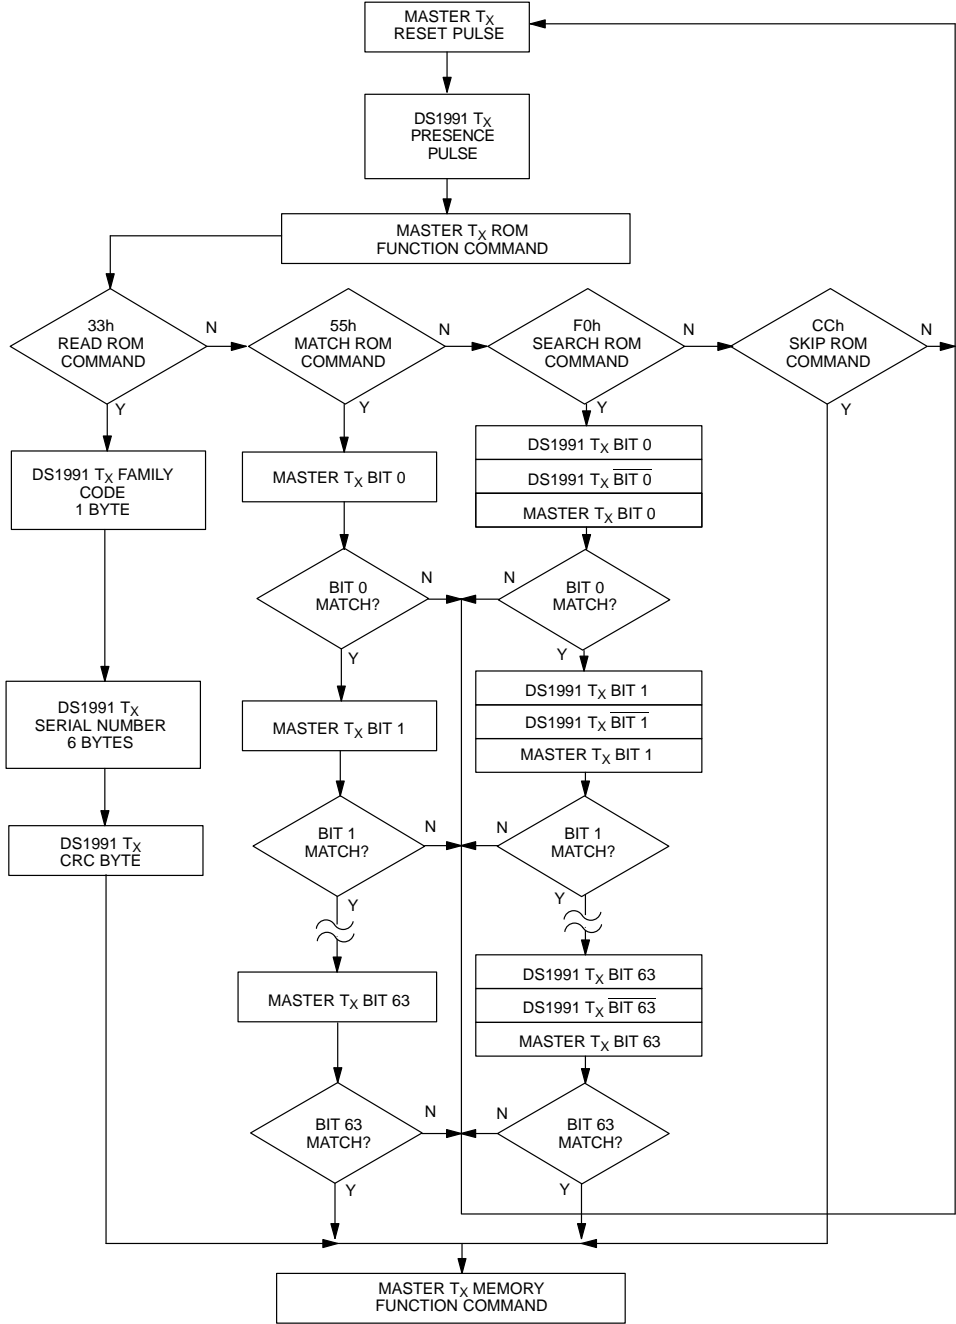 MASTER TX
RESET PULSE
DS1991 TX
PRESENCE
PULSE
MASTER TX ROM
FUNCTION COMMAND
33h
READ ROM
COMMAND
N
Y
55h
MATCH ROM
COMMAND
N
Y
F0h
SEARCH ROM
COMMAND
N
Y
CCh
SKIP ROM
COMMAND
N
Y
DS1991 TX FAMILY
CODE
1 BYTE
DS1991 TX
SERIAL NUMBER
6 BYTES
DS1991 TX
CRC BYTE
MASTER TX BIT 0
BIT 0
MATCH?
N
Y
MASTER TX BIT 1
BIT 1
MATCH?
N
Y
MASTER TX BIT 63
BIT 63
MATCH?
N
Y
DS1991 TX BIT 0
DS1991 TX B̅I̅T̅ ̅0̅
MASTER TX BIT 0
N
BIT 0
MATCH?
Y
DS1991 TX BIT 1
DS1991 TX B̅I̅T̅ ̅1̅
MASTER TX BIT 1
N
BIT 1
MATCH?
Y
DS1991 TX BIT 63
DS1991 TX B̅I̅T̅ ̅6̅3̅
MASTER TX BIT 63
N
BIT 63
MATCH?
Y
MASTER TX MEMORY
FUNCTION COMMAND